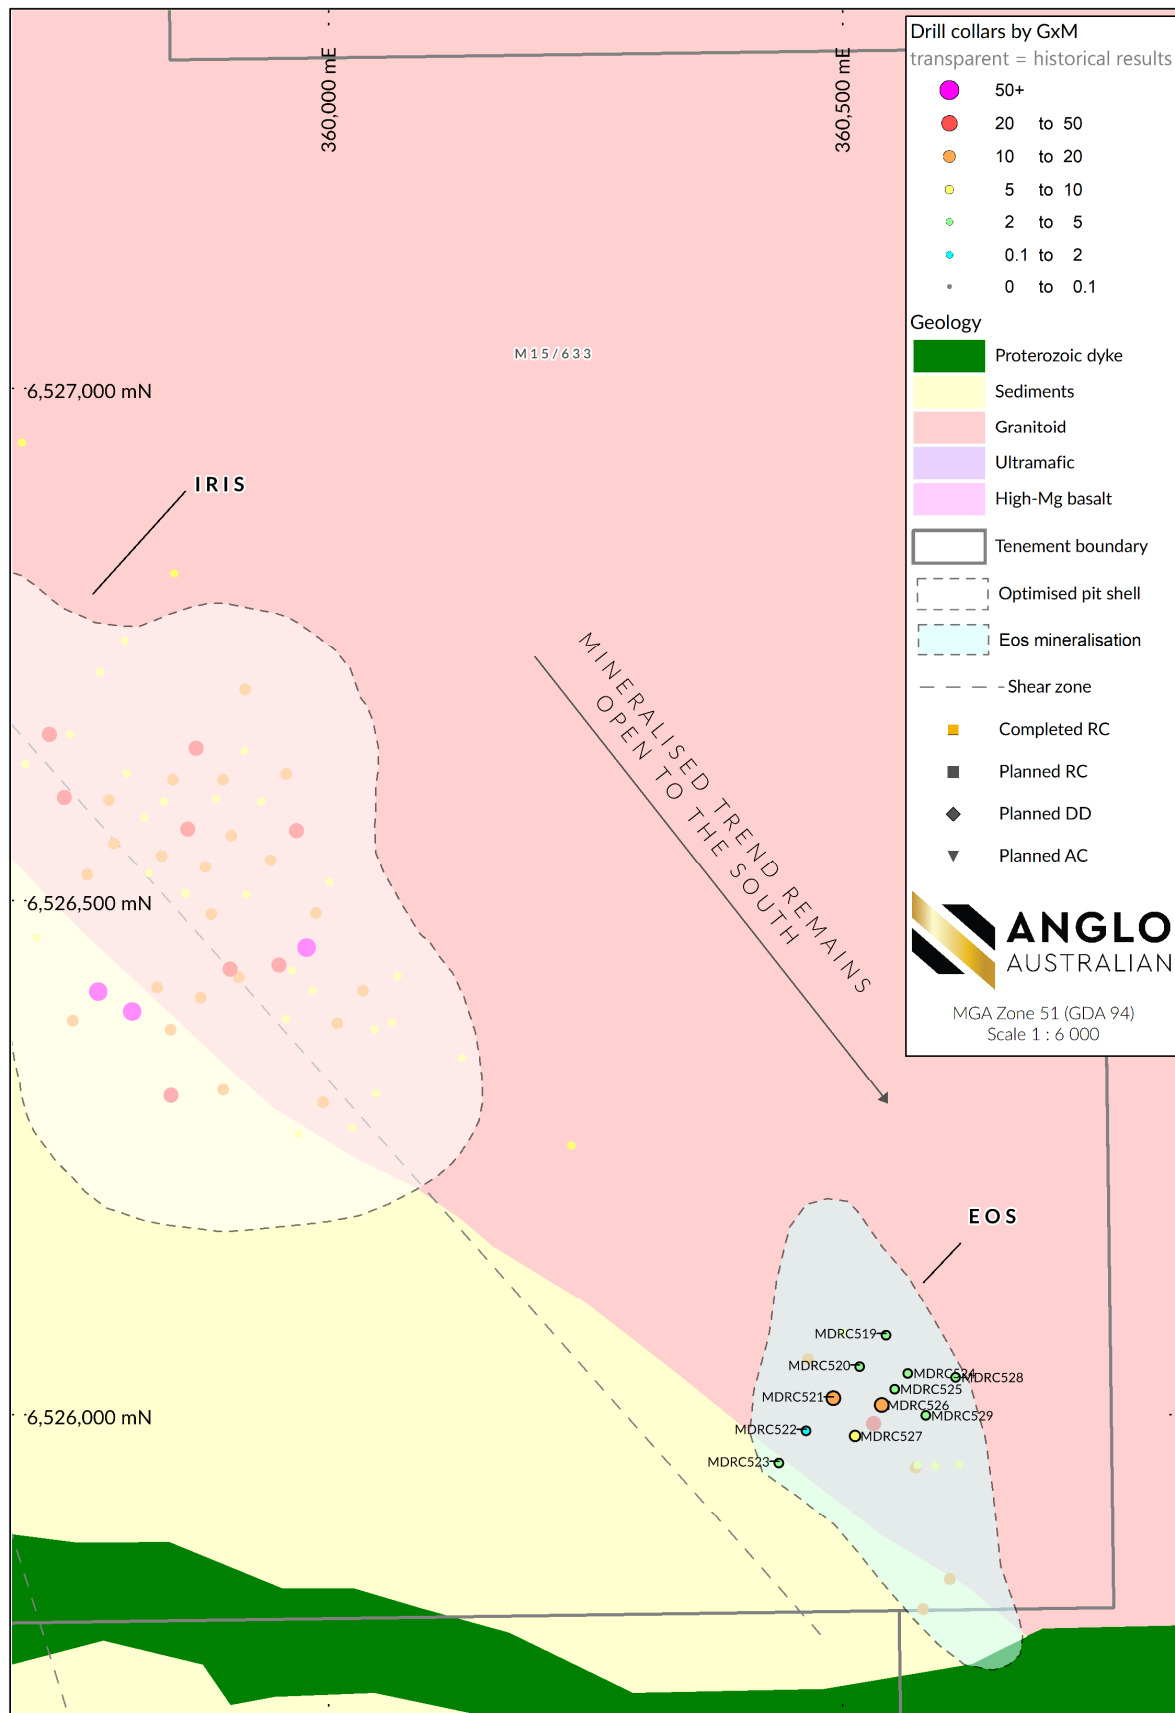 360,000 mE
360,500 mE
Drill collars by GxM
transparent = historical results
50+
20 to 50
10 to 20
5 to 10
2 to 5
0.1 to 2
0 to 0.1
Geology
Proterozoic dyke
Sediments
Granitoid
Ultramafic
High-Mg basalt
Tenement boundary
Optimised pit shell
Eos mineralisation
Shear zone
Completed RC
Planned RC
Planned DD
Planned AC
ANGLO
AUSTRALIAN
MGA Zone 51 (GDA 94)
Scale 1 : 6 000
M15/633
6,527,000 mN
IRIS
MINERALISED TREND REMAINS
OPEN TO THE SOUTH
6,526,500 mN
EOS
MDRC519
MDRC520
MDRC524
MDRC528
MDRC525
MDRC521
MDRC526
MDRC529
6,526,000 mN
MDRC522
MDRC527
MDRC523